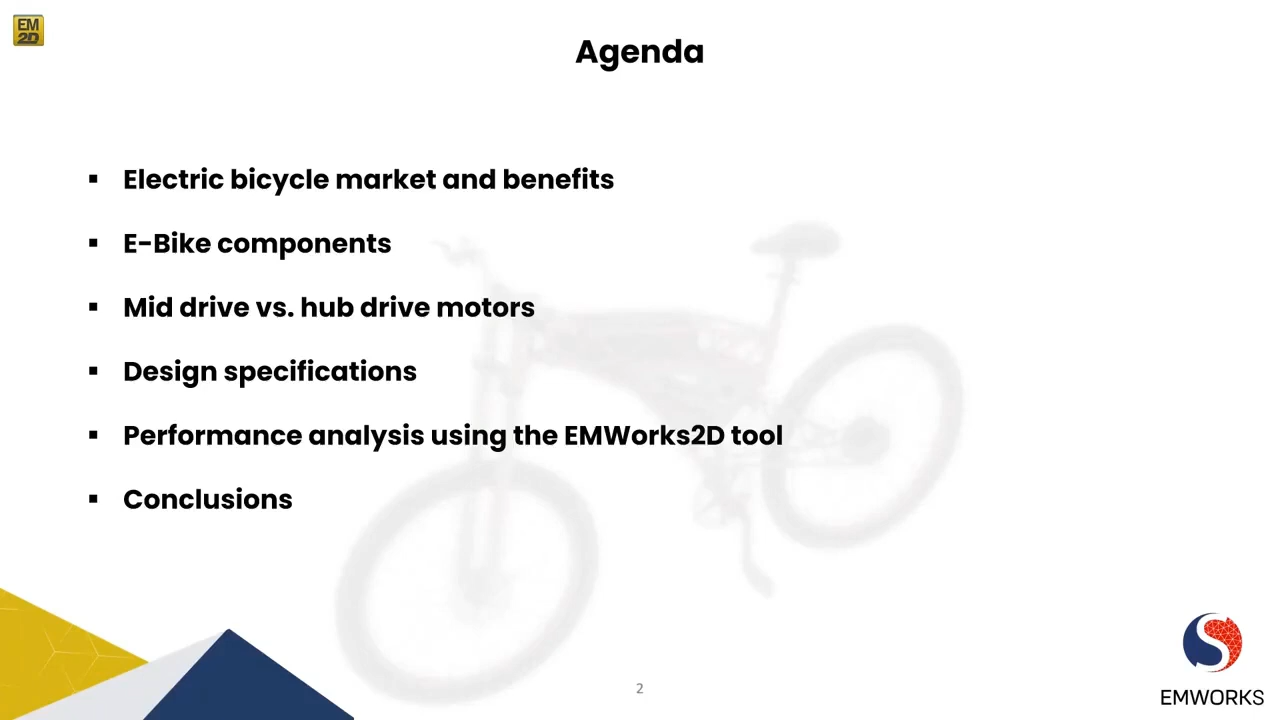 EM
2D
Agenda
▪ Electric bicycle market and benefits
▪ E-Bike components
▪ Mid drive vs. hub drive motors
▪ Design specifications
▪ Performance analysis using the EMWorks2D tool
▪ Conclusions
2
EMWORKS